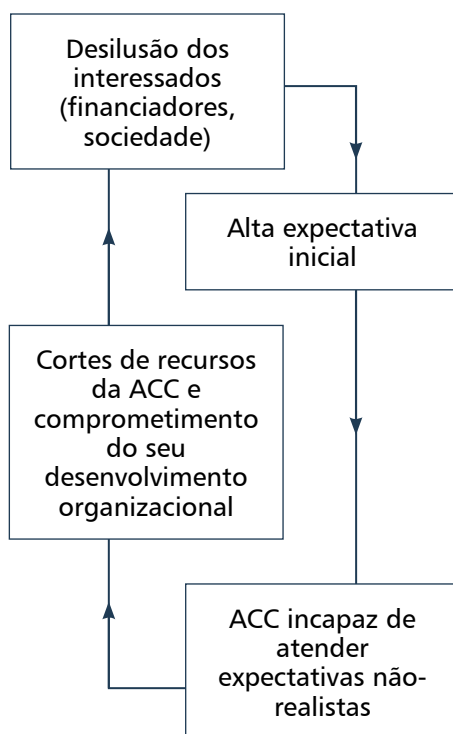 Desilusão dos
interessados
(financiadores,
sociedade)
Alta expectativa
inicial
Cortes de recursos
da ACC e
comprometimento
do seu
desenvolvimento
organizacional
ACC incapaz de
atender
expectativas não-
realistas